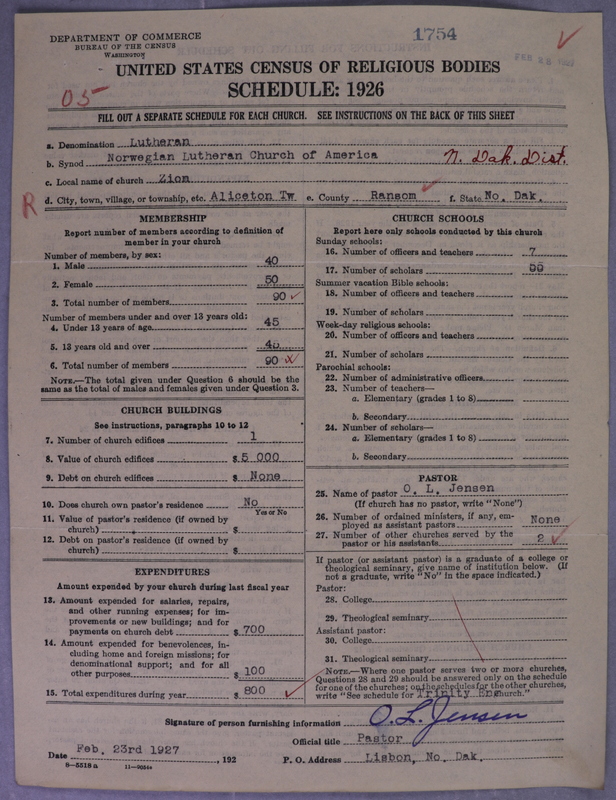 DEPARTMENT OF COMMERCE
BUREAU OF THE CENSUS
WASHINGTON
1754
UNITED STATES CENSUS OF RELIGIOUS BODIES
SCHEDULE: 1926
05
FILL OUT A SEPARATE SCHEDULE FOR EACH CHURCH. SEE INSTRUCTIONS ON THE BACK OF THIS SHEET
a. Denomination Lutheran
b. Synod Norwegian Lutheran Church of America N. Dak. Dist.
c. Local name of church Zion
R
d. City, town, village, or township, etc. Aliceton Tw e. County Ransom f. State No. Dak.
MEMBERSHIP
Report number of members according to definition of
member in your church
Number of members, by sex:
1. Male 40
2. Female 50
3. Total number of members 90
Number of members under and over 13 years old:
4. Under 13 years of age 45
5. 13 years old and over 45
6. Total number of members 90
NOTE.—The total given under Question 6 should be the
same as the total of males and females given under Question 3.
CHURCH BUILDINGS
See instructions, paragraphs 10 to 12
7. Number of church edifices 1
8. Value of church edifices $ 5 000
9. Debt on church edifices $ None
10. Does church own pastor's residence No
Yes or No
11. Value of pastor's residence (if owned by
church) $
12. Debt on pastor's residence (if owned by
church) $
EXPENDITURES
Amount expended by your church during last fiscal year
13. Amount expended for salaries, repairs,
and other running expenses; for im-
provements or new buildings; and for
payments on church debt $ 700
14. Amount expended for benevolences, in-
cluding home and foreign missions; for
denominational support; and for all
other purposes $ 100
15. Total expenditures during year $ 800
CHURCH SCHOOLS
Report here only schools conducted by this church
Sunday schools:
16. Number of officers and teachers 7
17. Number of scholars
Summer vacation Bible schools:
18. Number of officers and teachers
19. Number of scholars
Week-day religious schools:
20. Number of officers and teachers
21. Number of scholars
Parochial schools:
22. Number of administrative officers
23. Number of teachers—
a. Elementary (grades 1 to 8)
b. Secondary
24. Number of scholars—
a. Elementary (grades 1 to 8)
b. Secondary
PASTOR
25. Name of pastor O. L. Jensen
(If church has no pastor, write "None")
26. Number of ordained ministers, if any, em-
ployed as assistant pastors None
27. Number of other churches served by the
pastor or his assistants 2
If pastor (or assistant pastor) is a graduate of a college or
theological seminary, give name of institution below. (If
not a graduate, write "No" in the space indicated.)
Pastor:
28. College
29. Theological seminary
Assistant pastor:
30. College
31. Theological seminary
NOTE.—Where one pastor serves two or more churches,
Questions 28 and 29 should be answered only on the schedule
for one of the churches; on the schedules for the other churches,
write "See schedule for Trinity Eng church."
Signature of person furnishing information O. L. Jensen
Official title Pastor
Date Feb. 23rd 1927, 192 P. O. Address Lisbon, No. Dak.
8—5518 a 11—9554